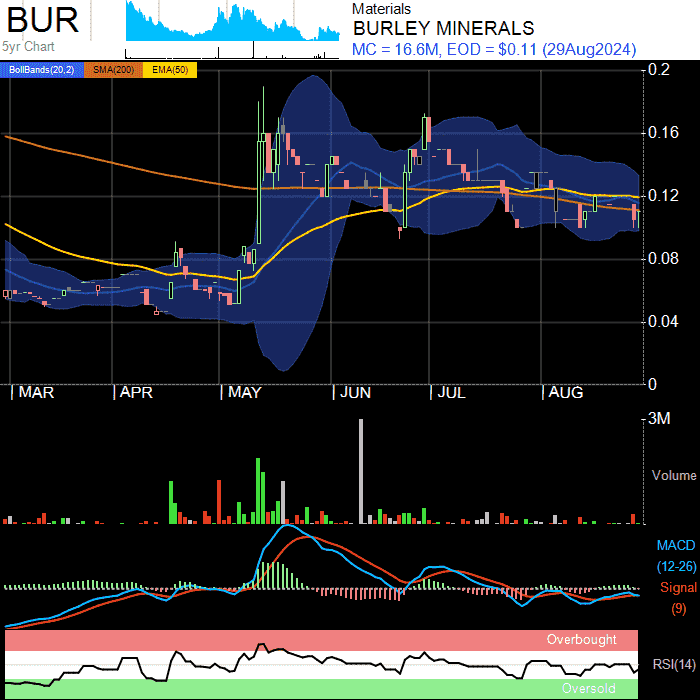 BUR
5yr Chart
Materials
BURLEY MINERALS
MC = 16.6M, EOD = $0.11 (29Aug2024)
BollBands(20,2) SMA(200) EMA(50)
0.2
0.16
0.12
0.08
0.04
0
MAR APR MAY JUN JUL AUG
3M
Volume
MACD
(12-26)
Signal
(9)
Overbought
RSI(14)
Oversold